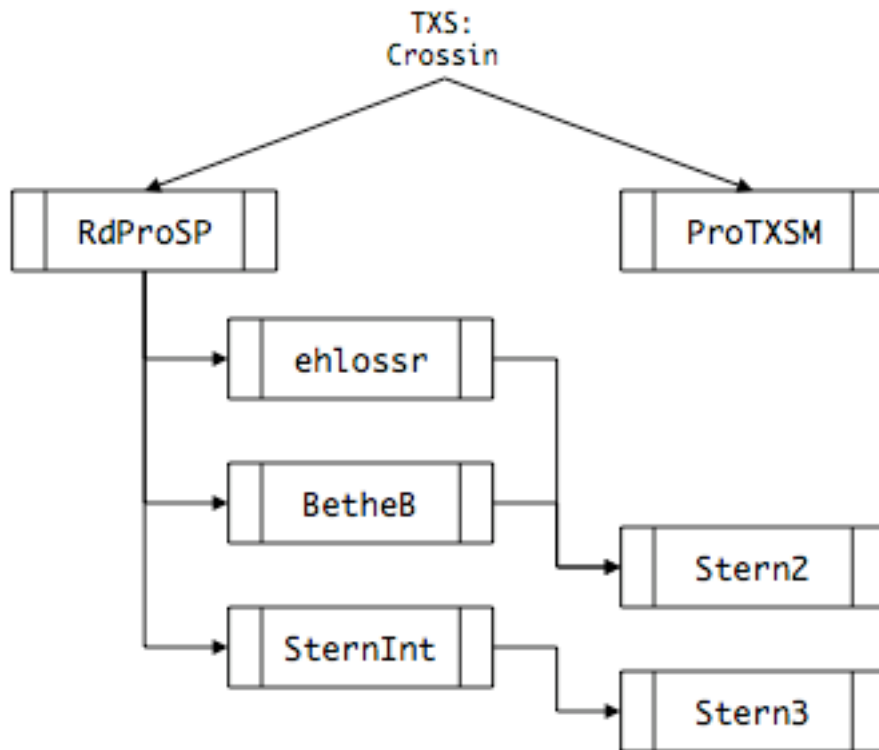 TXS:
Crossin
RdProSP
ProTXSM
ehlossr
BetheB
Stern2
SternInt
Stern3